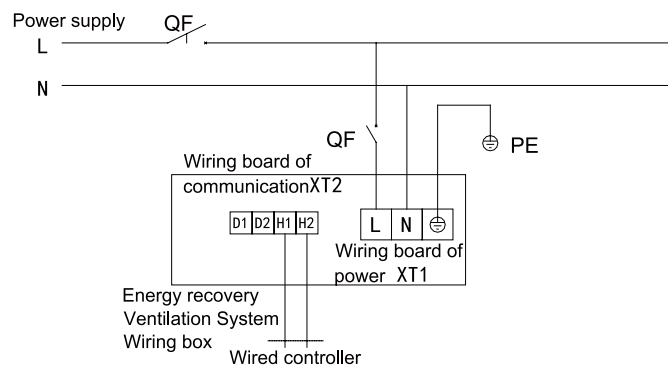 Power supply
QF
L
N
QF
PE
Wiring board of
communicationXT2
D1 D2 H1 H2
L N
Wiring board of
power XT1
Energy recovery
Ventilation System
Wiring box
Wired controller